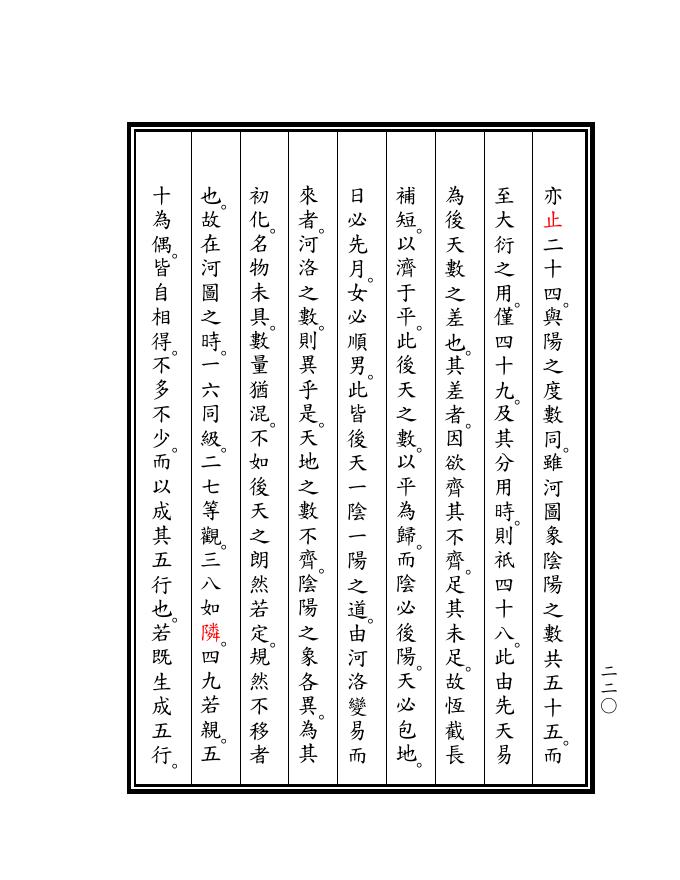 亦止二十四。與陽之度數同。雖河圖象陰陽之數共五十五。而
至大衍之用。僅四十九。及其分用時。則祇四十八。此由先天易
為後天數之差也。其差者。因欲齊其不齊。足其未足。故恆截長
補短。以濟于平。此後天之數。以平為歸。而陰必後陽。天必包地。
日必先月。女必順男。此皆後天一陰一陽之道。由河洛變易而
來者。河洛之數。則異乎是。天地之數不齊。陰陽之象各異。為其
初化。名物未具。數量猶混。不如後天之朗然若定。規然不移者
也。故在河圖之時。一六同級。二七等觀。三八如隣。四九若親。五
十為偶。皆自相得。不多不少。而以成其五行也。若既生成五行。
二二〇